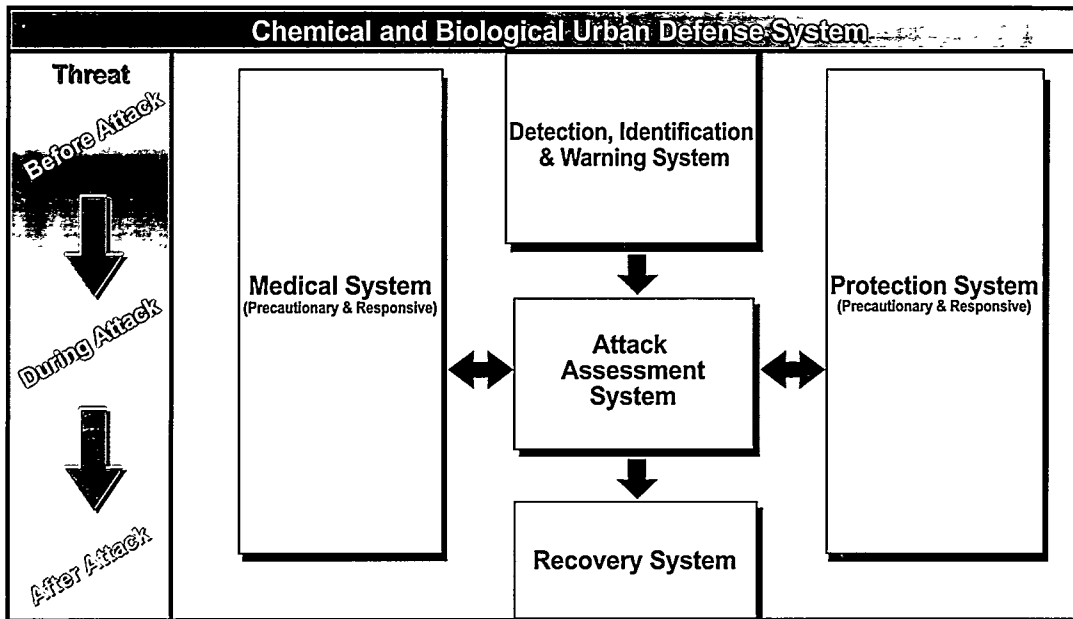 Chemical and Biological Urban Defense System
Threat
Before Attack
During Attack
After Attack
Medical System
(Precautionary & Responsive)
Detection, Identification
& Warning System
Attack
Assessment
System
Recovery System
Protection System
(Precautionary & Responsive)